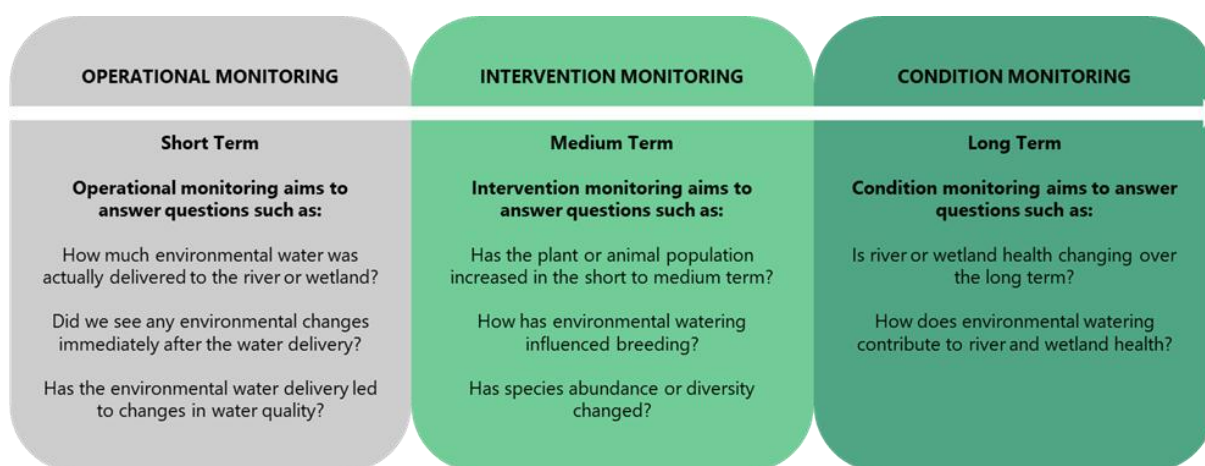 OPERATIONAL MONITORING
Short Term
Operational monitoring aims to
answer questions such as:
How much environmental water was
actually delivered to the river or wetland?
Did we see any environmental changes
immediately after the water delivery?
Has the environmental water delivery led
to changes in water quality?
INTERVENTION MONITORING
Medium Term
Intervention monitoring aims to
answer questions such as:
Has the plant or animal population
increased in the short to medium term?
How has environmental watering
influenced breeding?
Has species abundance or diversity
changed?
CONDITION MONITORING
Long Term
Condition monitoring aims to answer
questions such as:
Is river or wetland health changing over
the long term?
How does environmental watering
contribute to river and wetland health?